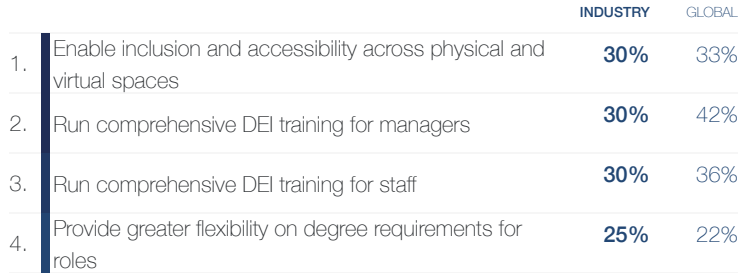 INDUSTRY GLOBAL
1. Enable inclusion and accessibility across physical and virtual spaces 30% 33%
2. Run comprehensive DEI training for managers 30% 42%
3. Run comprehensive DEI training for staff 30% 36%
4. Provide greater flexibility on degree requirements for roles 25% 22%